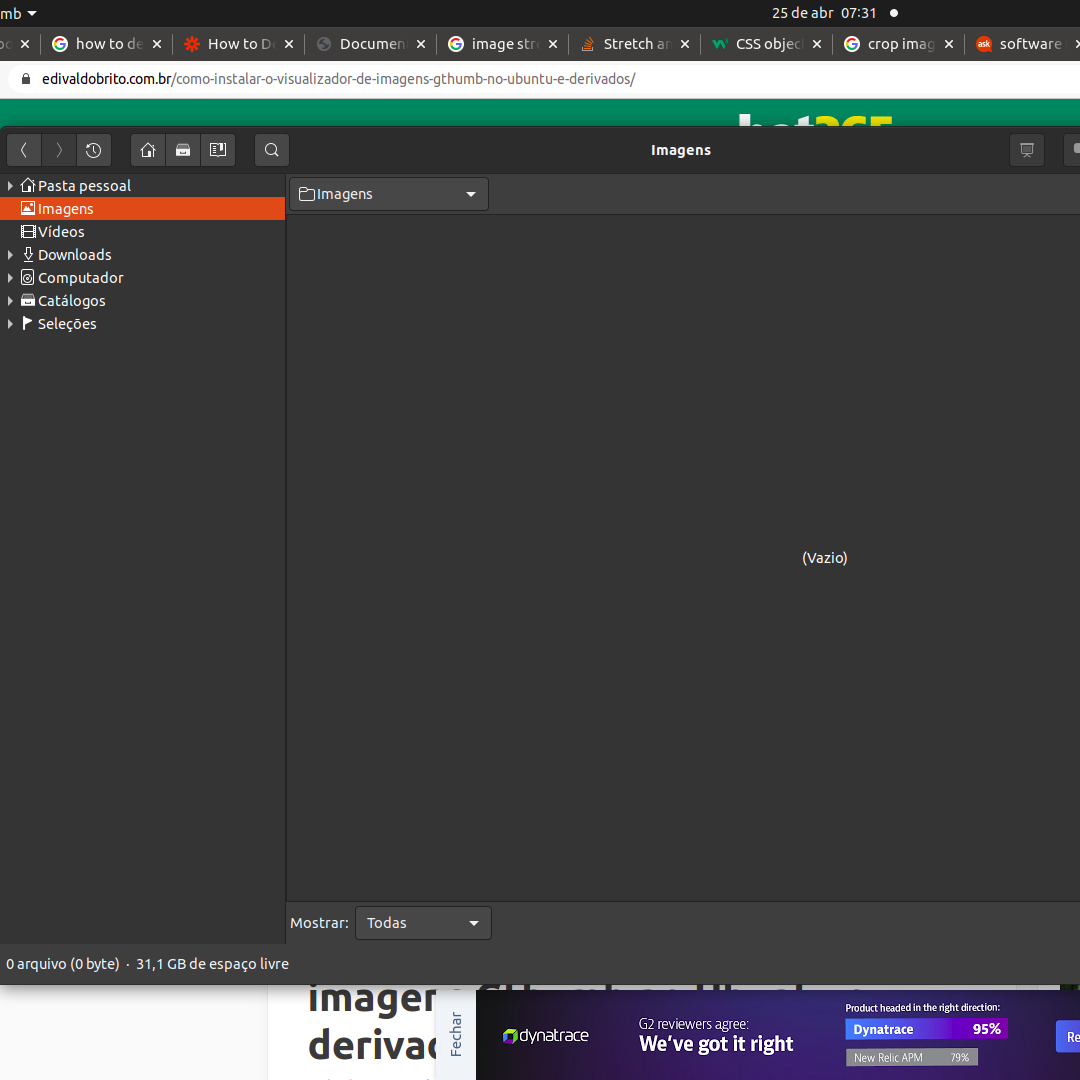 mb
25 de abr 07:31
how to de
How to D
Documen
image stre
Stretch an
CSS objec
crop imag
software
edivaldobrito.com.br/como-instalar-o-visualizador-de-imagens-gthumb-no-ubuntu-e-derivados/
Imagens
Pasta pessoal
Imagens
Vídeos
Downloads
Computador
Catálogos
Seleções
Imagens
(Vazio)
Mostrar: Todas
0 arquivo (0 byte) · 31,1 GB de espaço livre
derivad
Fechar
dynatrace
G2 reviewers agree:
We've got it right
Product headed in the right direction:
Dynatrace 95%
New Relic APM 79%
Re